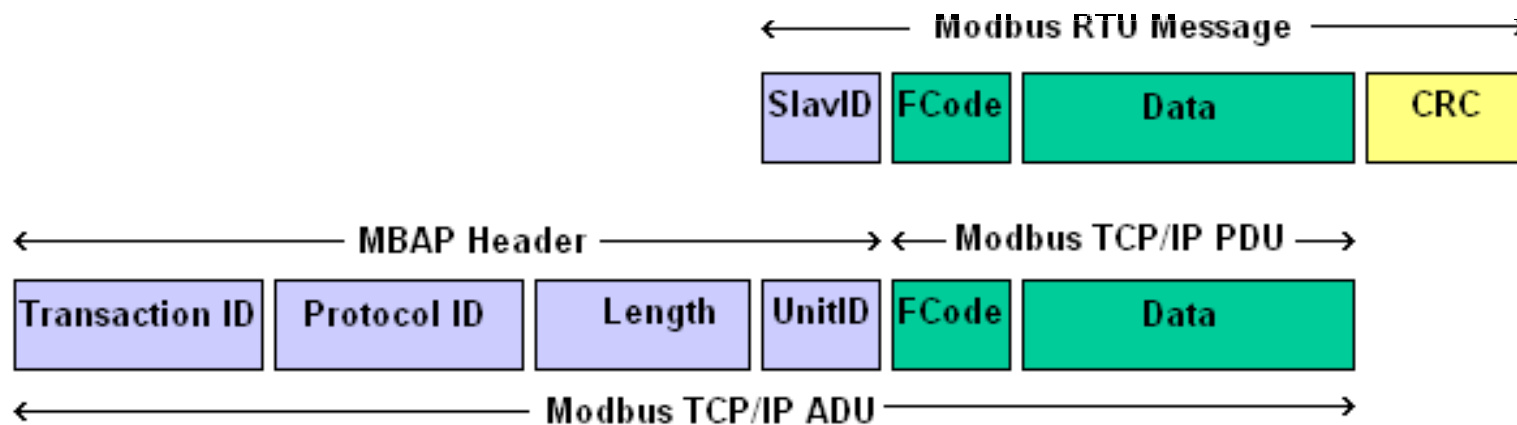 Modbus RTU Message
SlavID FCode Data CRC
MBAP Header Modbus TCP/IP PDU
Transaction ID Protocol ID Length UnitID FCode Data
Modbus TCP/IP ADU